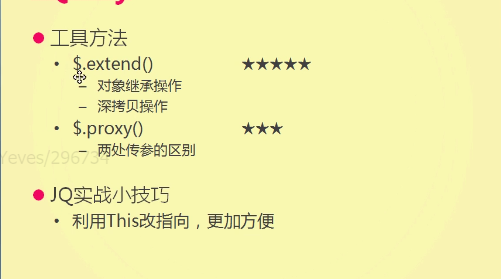 工具方法
$.extend() ★★★★★
对象继承操作
深拷贝操作
$.proxy() ★★★
两处传参的区别
Yeves/296734
JQ实战小技巧
利用This改指向，更加方便